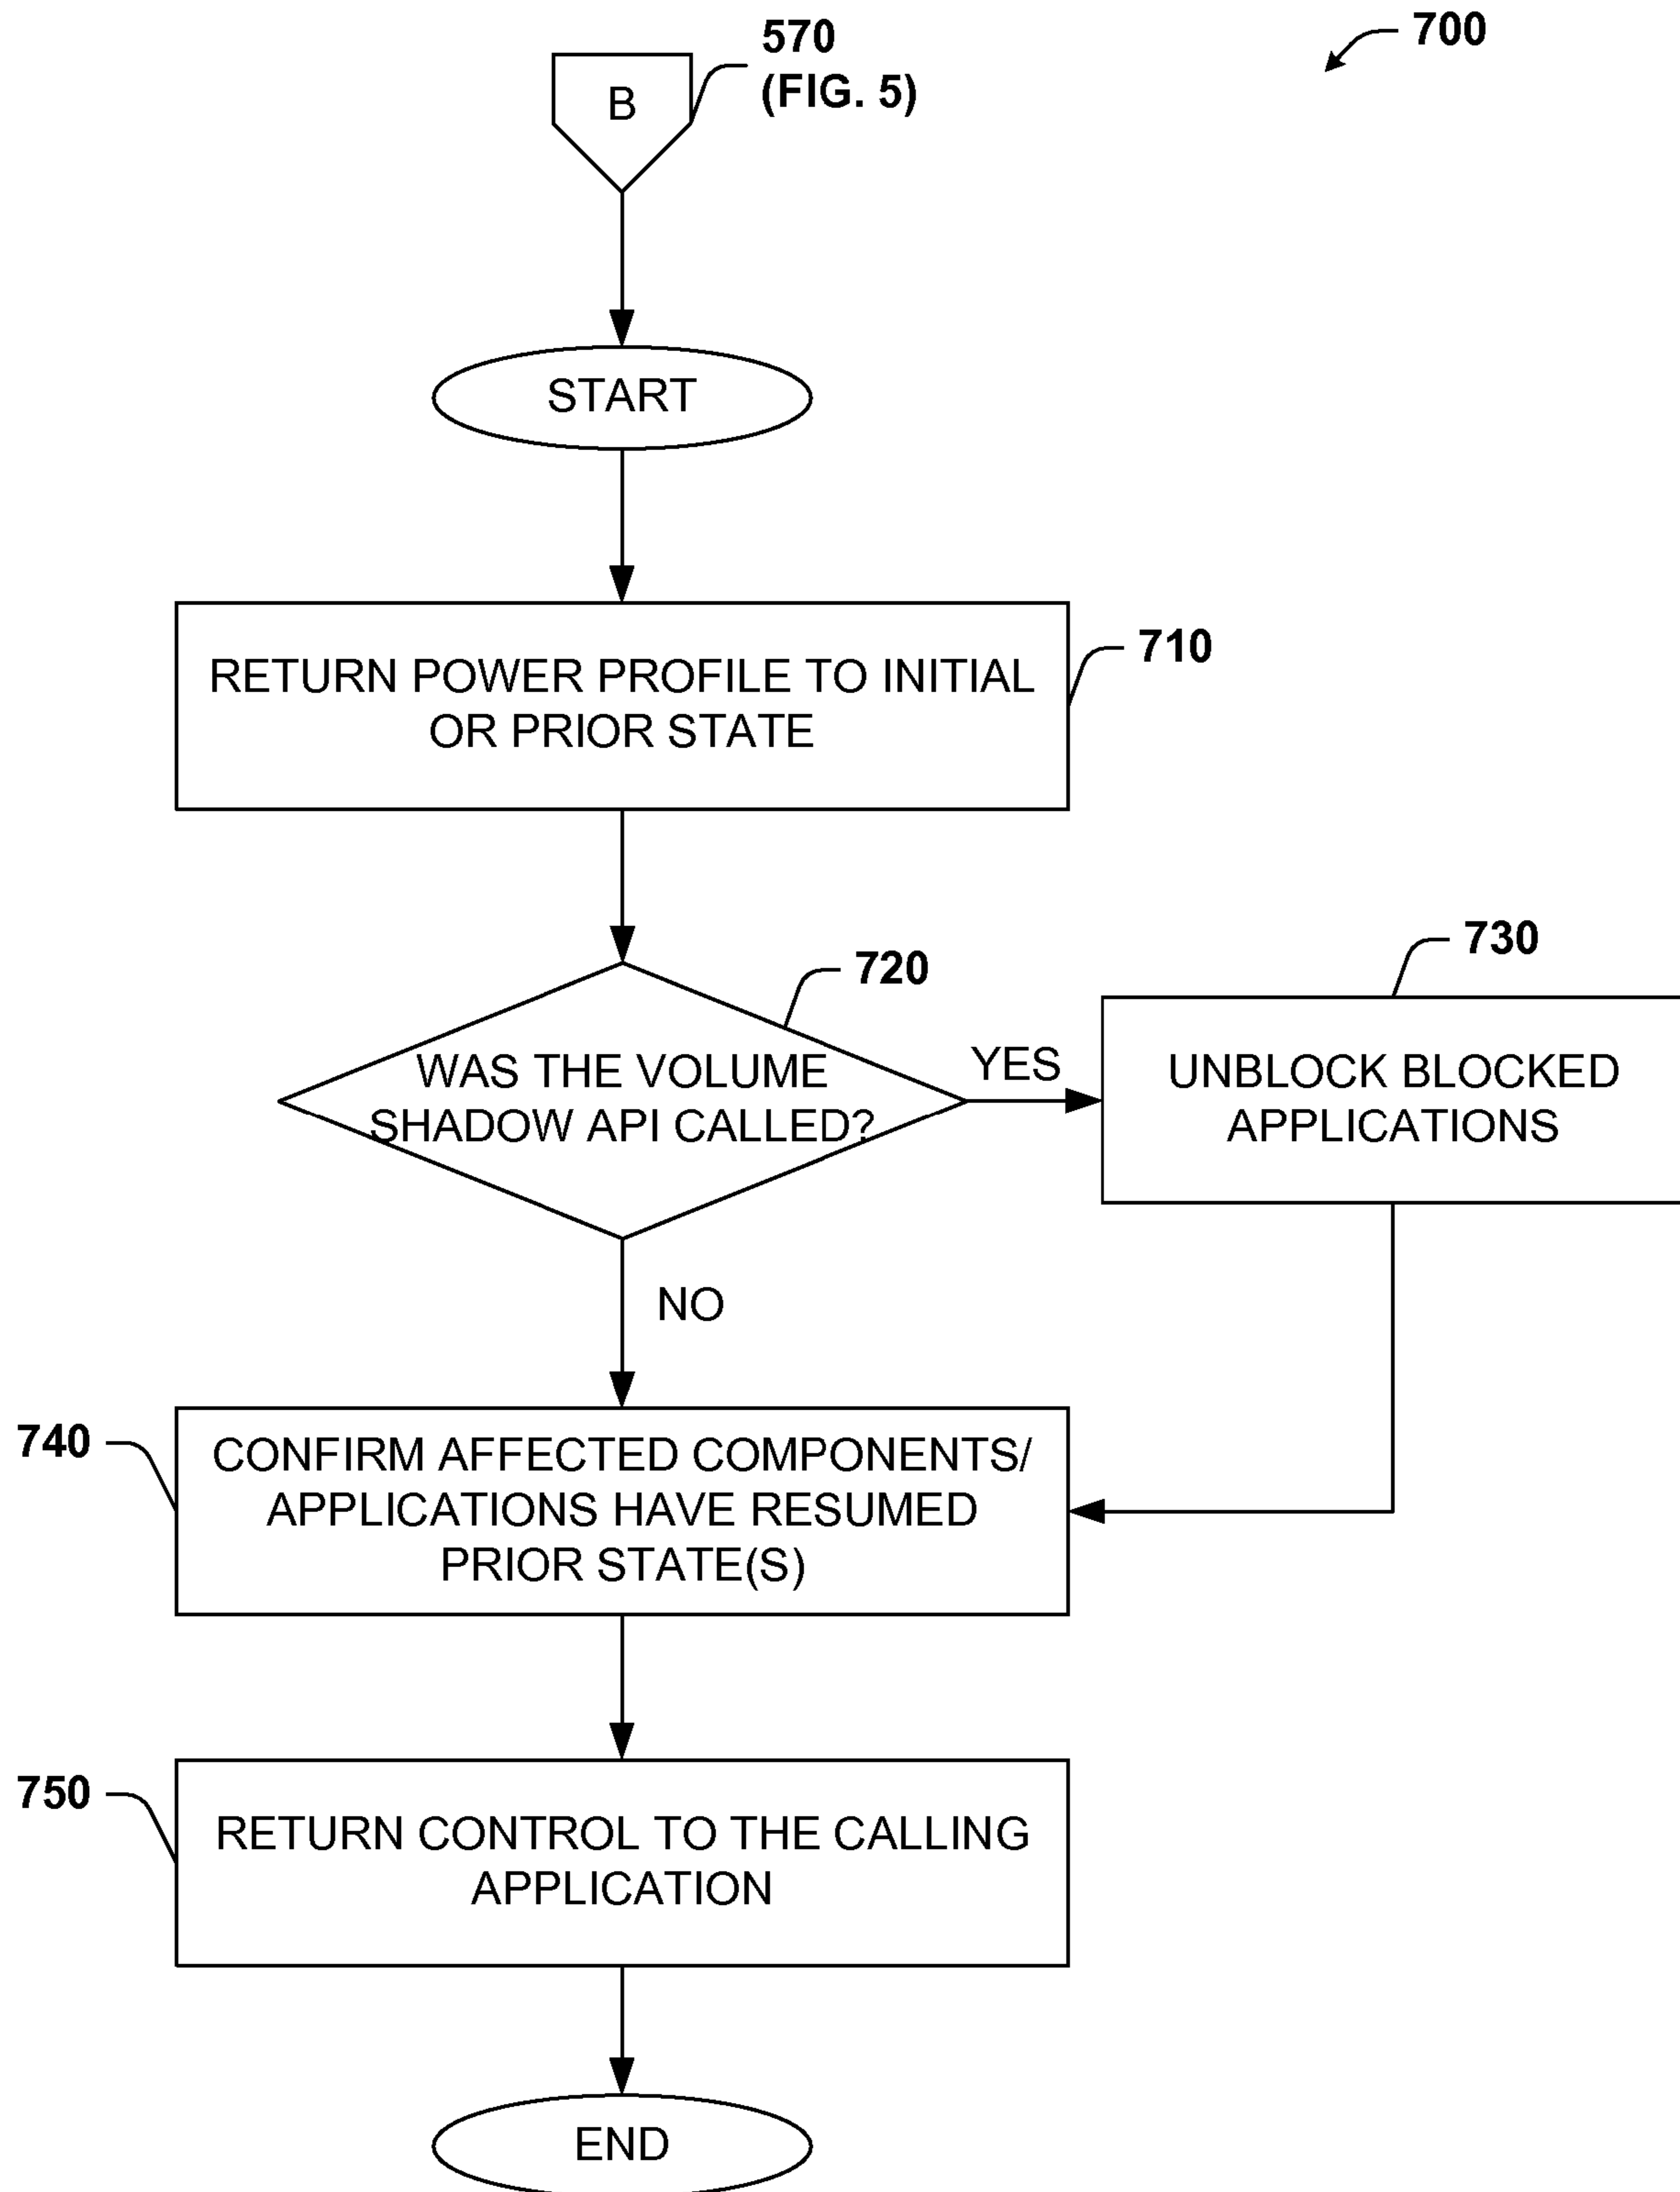 570
(FIG. 5)
700
B
START
RETURN POWER PROFILE TO INITIAL
OR PRIOR STATE
710
720
730
WAS THE VOLUME
SHADOW API CALLED?
YES
UNBLOCK BLOCKED
APPLICATIONS
NO
740
CONFIRM AFFECTED COMPONENTS/
APPLICATIONS HAVE RESUMED
PRIOR STATE(S)
750
RETURN CONTROL TO THE CALLING
APPLICATION
END